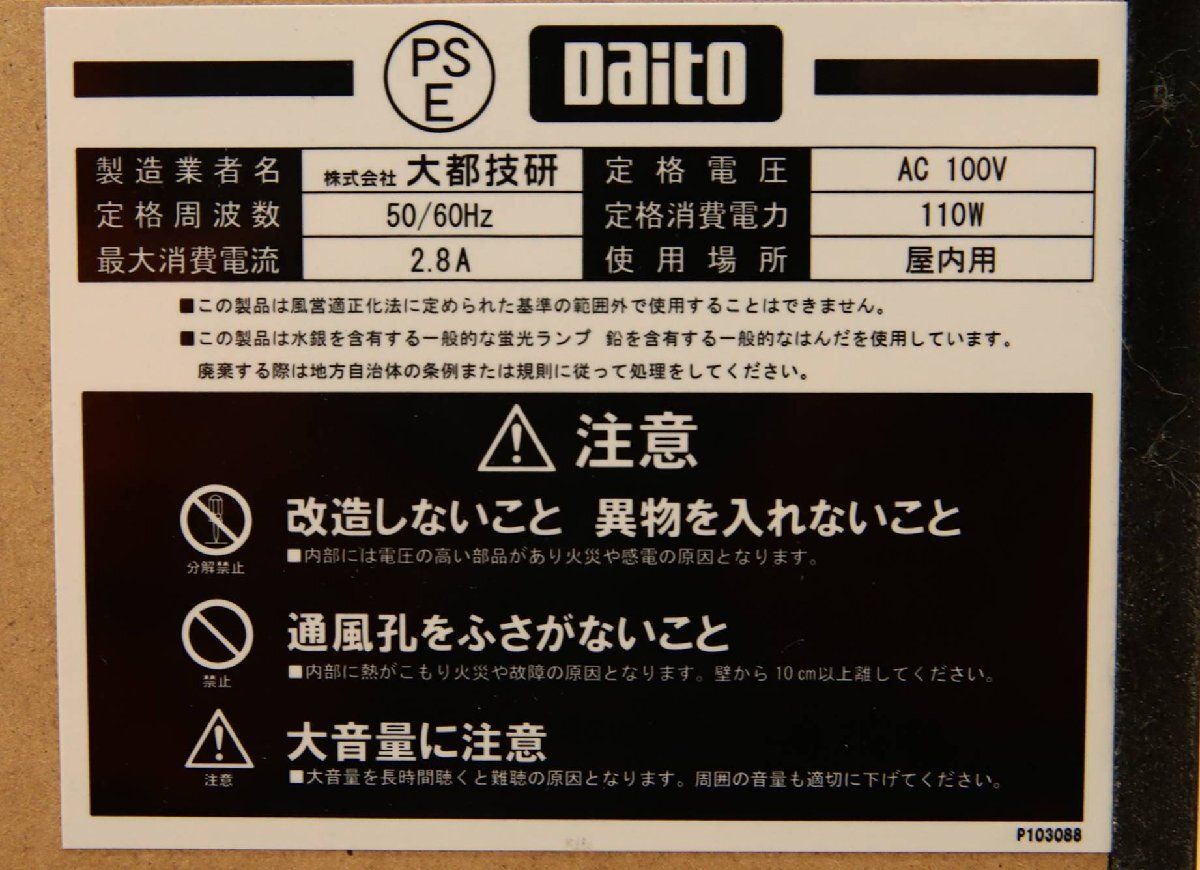 PS
E
Daito
製造業者名 株式会社 大都技研 定格電圧 AC 100V
定格周波数 50/60Hz 定格消費電力 110W
最大消費電流 2.8A 使用場所 屋内用
■この製品は風営適正化法に定められた基準の範囲外で使用することはできません。
■この製品は水銀を含有する一般的な蛍光ランプ 鉛を含有する一般的なはんだを使用しています。
廃棄する際は地方自治体の条例または規則に従って処理をしてください。
注意
改造しないこと 異物を入れないこと
■内部には電圧の高い部品があり火災や感電の原因となります。
分解禁止
通風孔をふさがないこと
■内部に熱がこもり火災や故障の原因となります。壁から10cm以上離してください。
禁止
大音量に注意
■大音量を長時間聴くと難聴の原因となります。周囲の音量も適切に下げてください。
注意
P103088